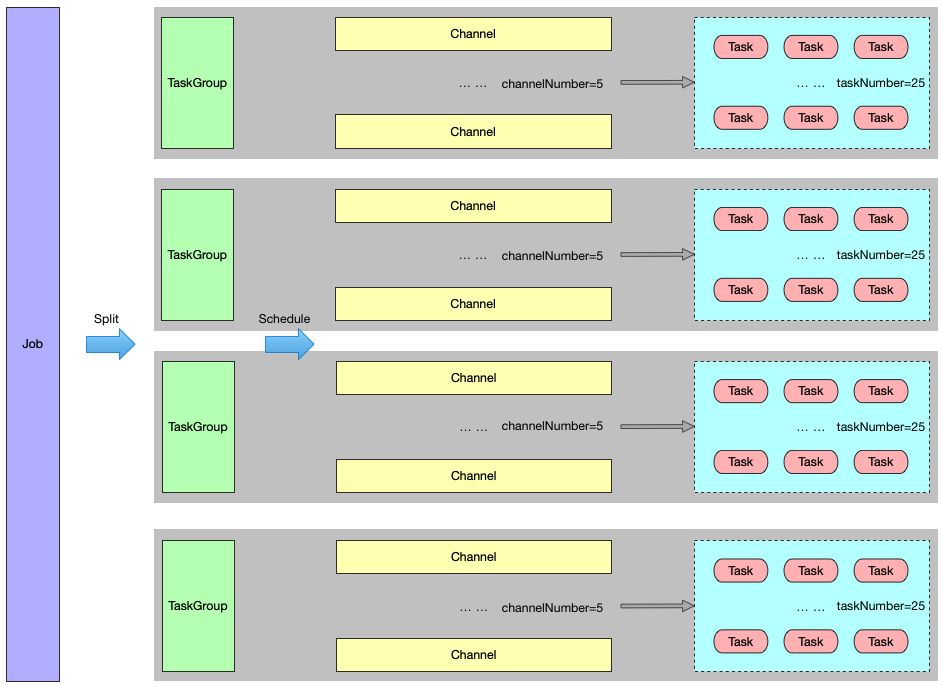 Job
Split
Schedule
TaskGroup
Channel
... ... channelNumber=5
Channel
Task Task Task
... ... taskNumber=25
Task Task Task
TaskGroup
Channel
... ... channelNumber=5
Channel
Task Task Task
... ... taskNumber=25
Task Task Task
TaskGroup
Channel
... ... channelNumber=5
Channel
Task Task Task
... ... taskNumber=25
Task Task Task
TaskGroup
Channel
... ... channelNumber=5
Channel
Task Task Task
... ... taskNumber=25
Task Task Task